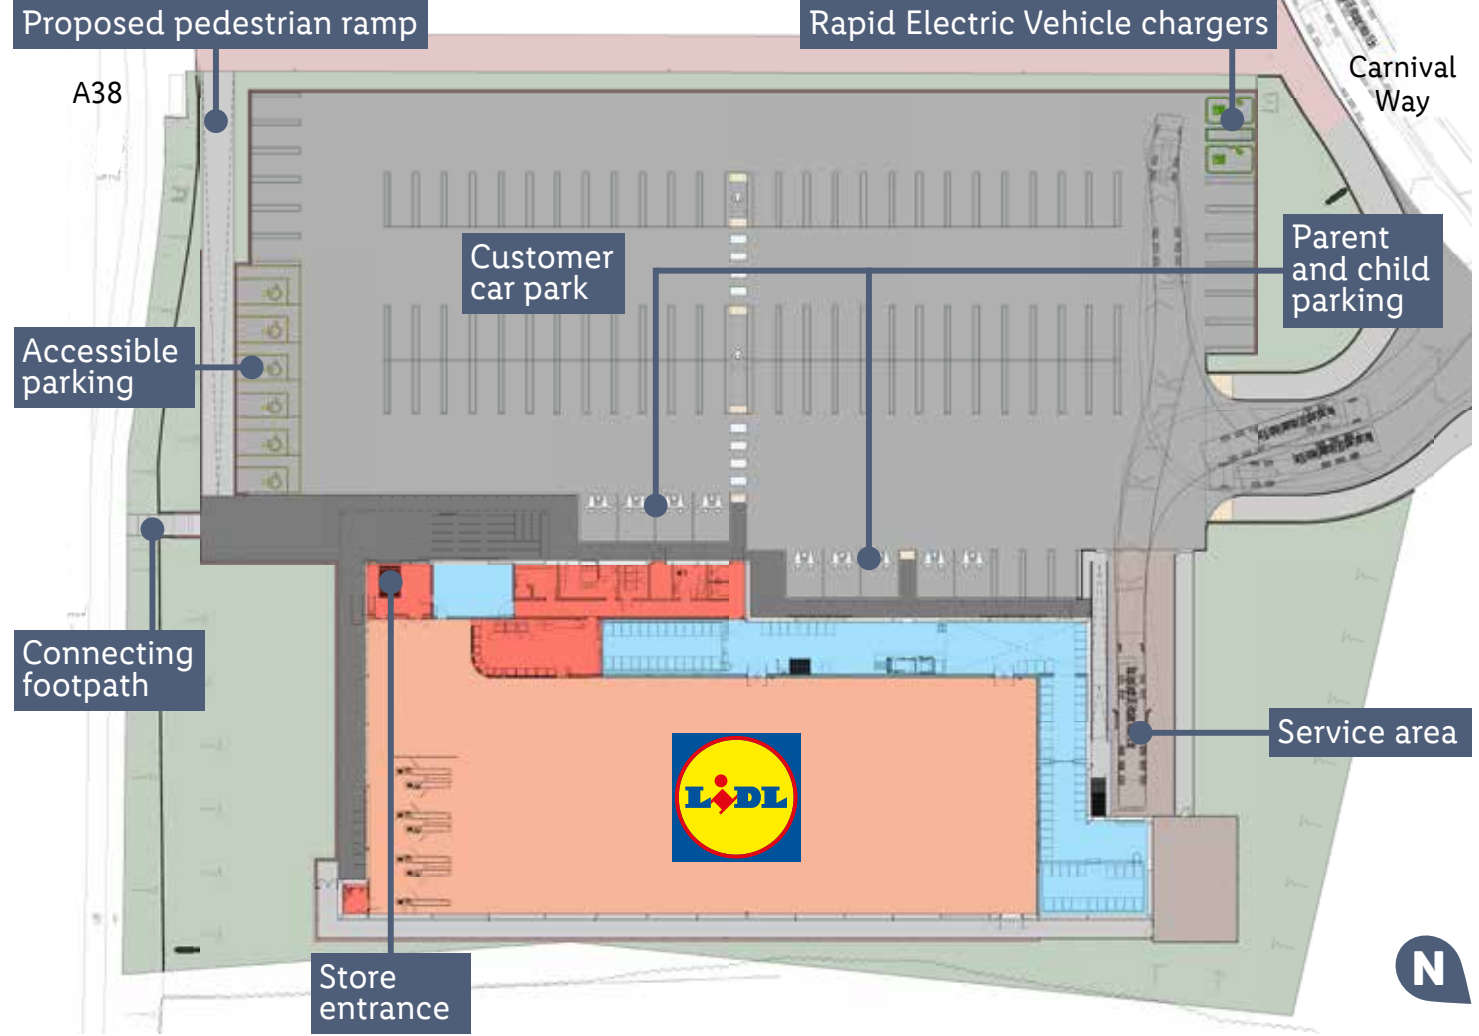 Proposed pedestrian ramp
Rapid Electric Vehicle chargers
A38
Carnival
Way
Customer
car park
Parent
and child
parking
Accessible
parking
Connecting
footpath
Service area
LIDL
Store
entrance
N